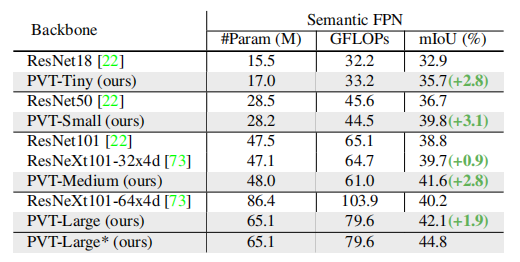 Backbone Semantic FPN
#Param (M) GFLOPs mIoU (%)
ResNet18 [22] 15.5 32.2 32.9
PVT-Tiny (ours) 17.0 33.2 35.7(+2.8)
ResNet50 [22] 28.5 45.6 36.7
PVT-Small (ours) 28.2 44.5 39.8(+3.1)
ResNet101 [22] 47.5 65.1 38.8
ResNeXt101-32x4d [73] 47.1 64.7 39.7(+0.9)
PVT-Medium (ours) 48.0 61.0 41.6(+2.8)
ResNeXt101-64x4d [73] 86.4 103.9 40.2
PVT-Large (ours) 65.1 79.6 42.1(+1.9)
PVT-Large* (ours) 65.1 79.6 44.8